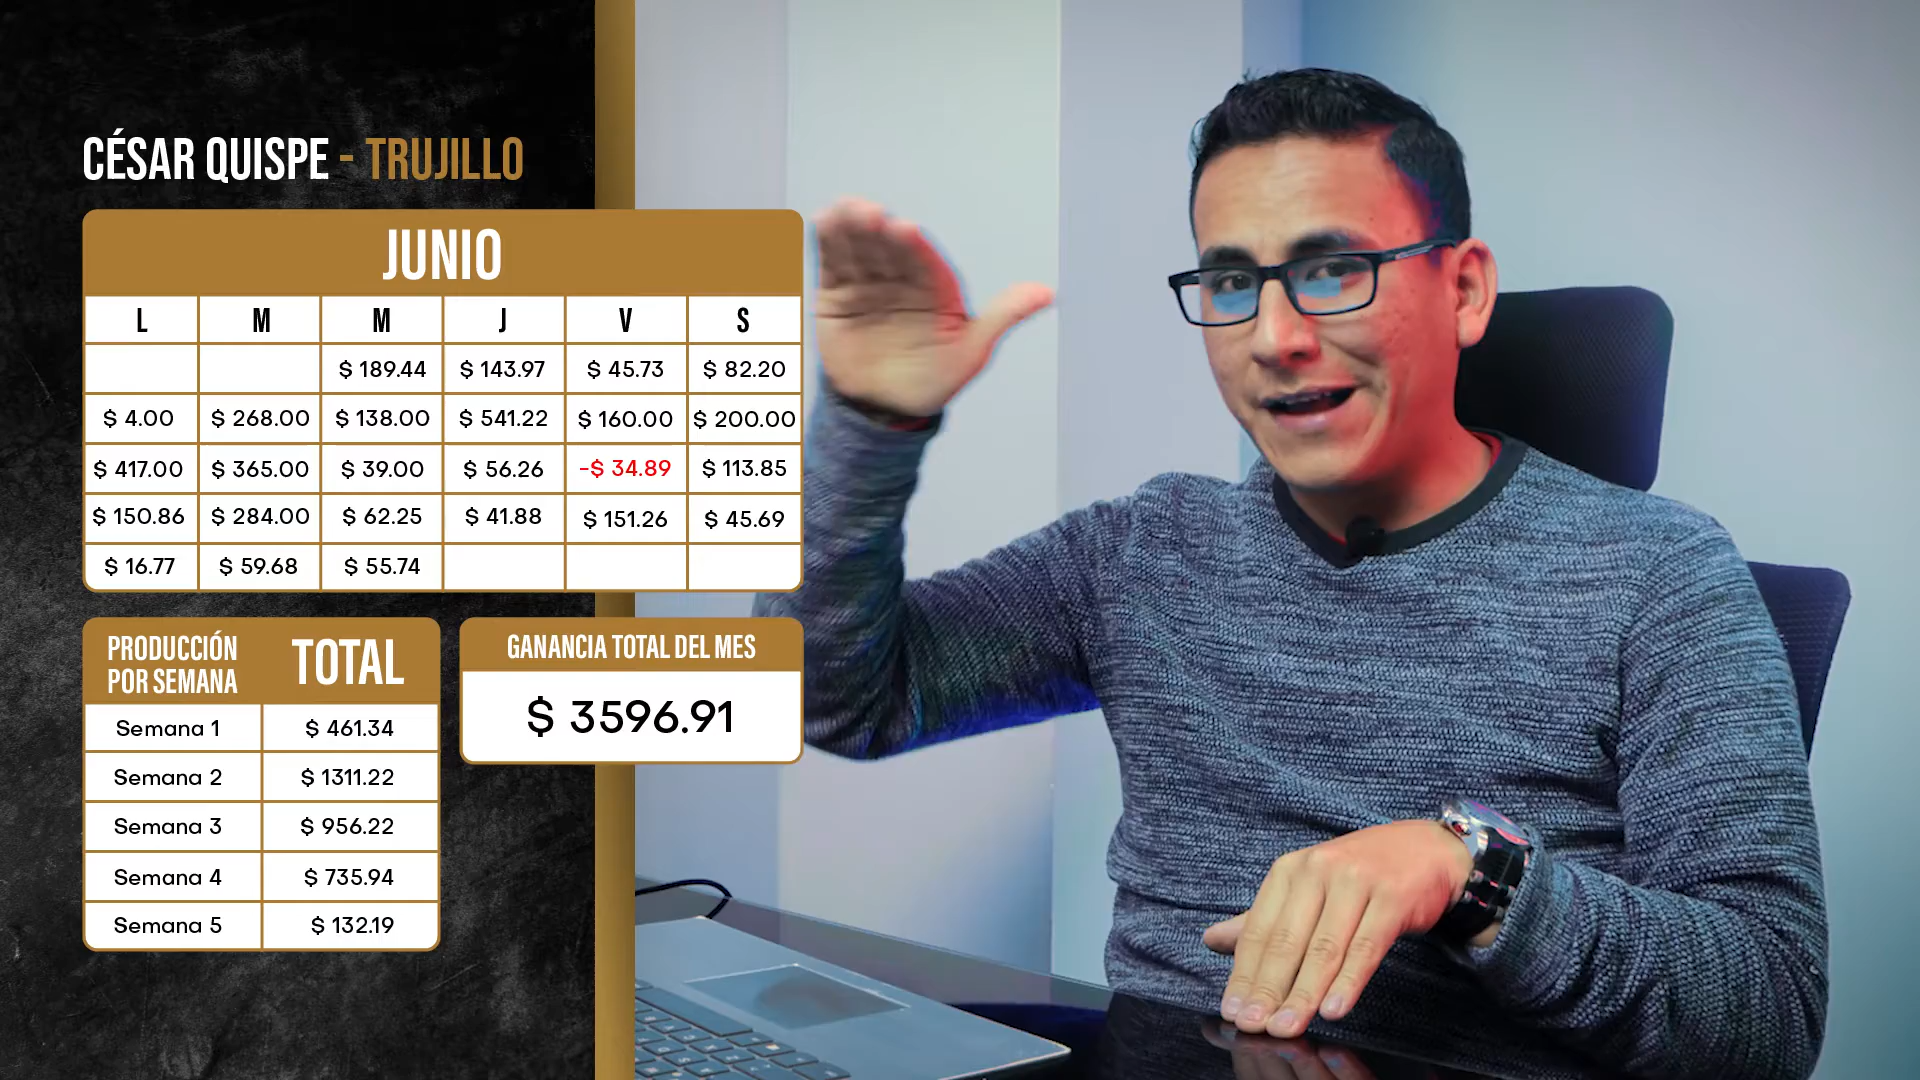 CÉSAR QUISPE - TRUJILLO
JUNIO
L M M J V S
$ 189.44 $ 143.97 $ 45.73 $ 82.20
$ 4.00 $ 268.00 $ 138.00 $ 541.22 $ 160.00 $ 200.00
$ 417.00 $ 365.00 $ 39.00 $ 56.26 -$ 34.89 $ 113.85
$ 150.86 $ 284.00 $ 62.25 $ 41.88 $ 151.26 $ 45.69
$ 16.77 $ 59.68 $ 55.74
PRODUCCIÓN
POR SEMANA
TOTAL
Semana 1 $ 461.34
Semana 2 $ 1311.22
Semana 3 $ 956.22
Semana 4 $ 735.94
Semana 5 $ 132.19
GANANCIA TOTAL DEL MES
$ 3596.91